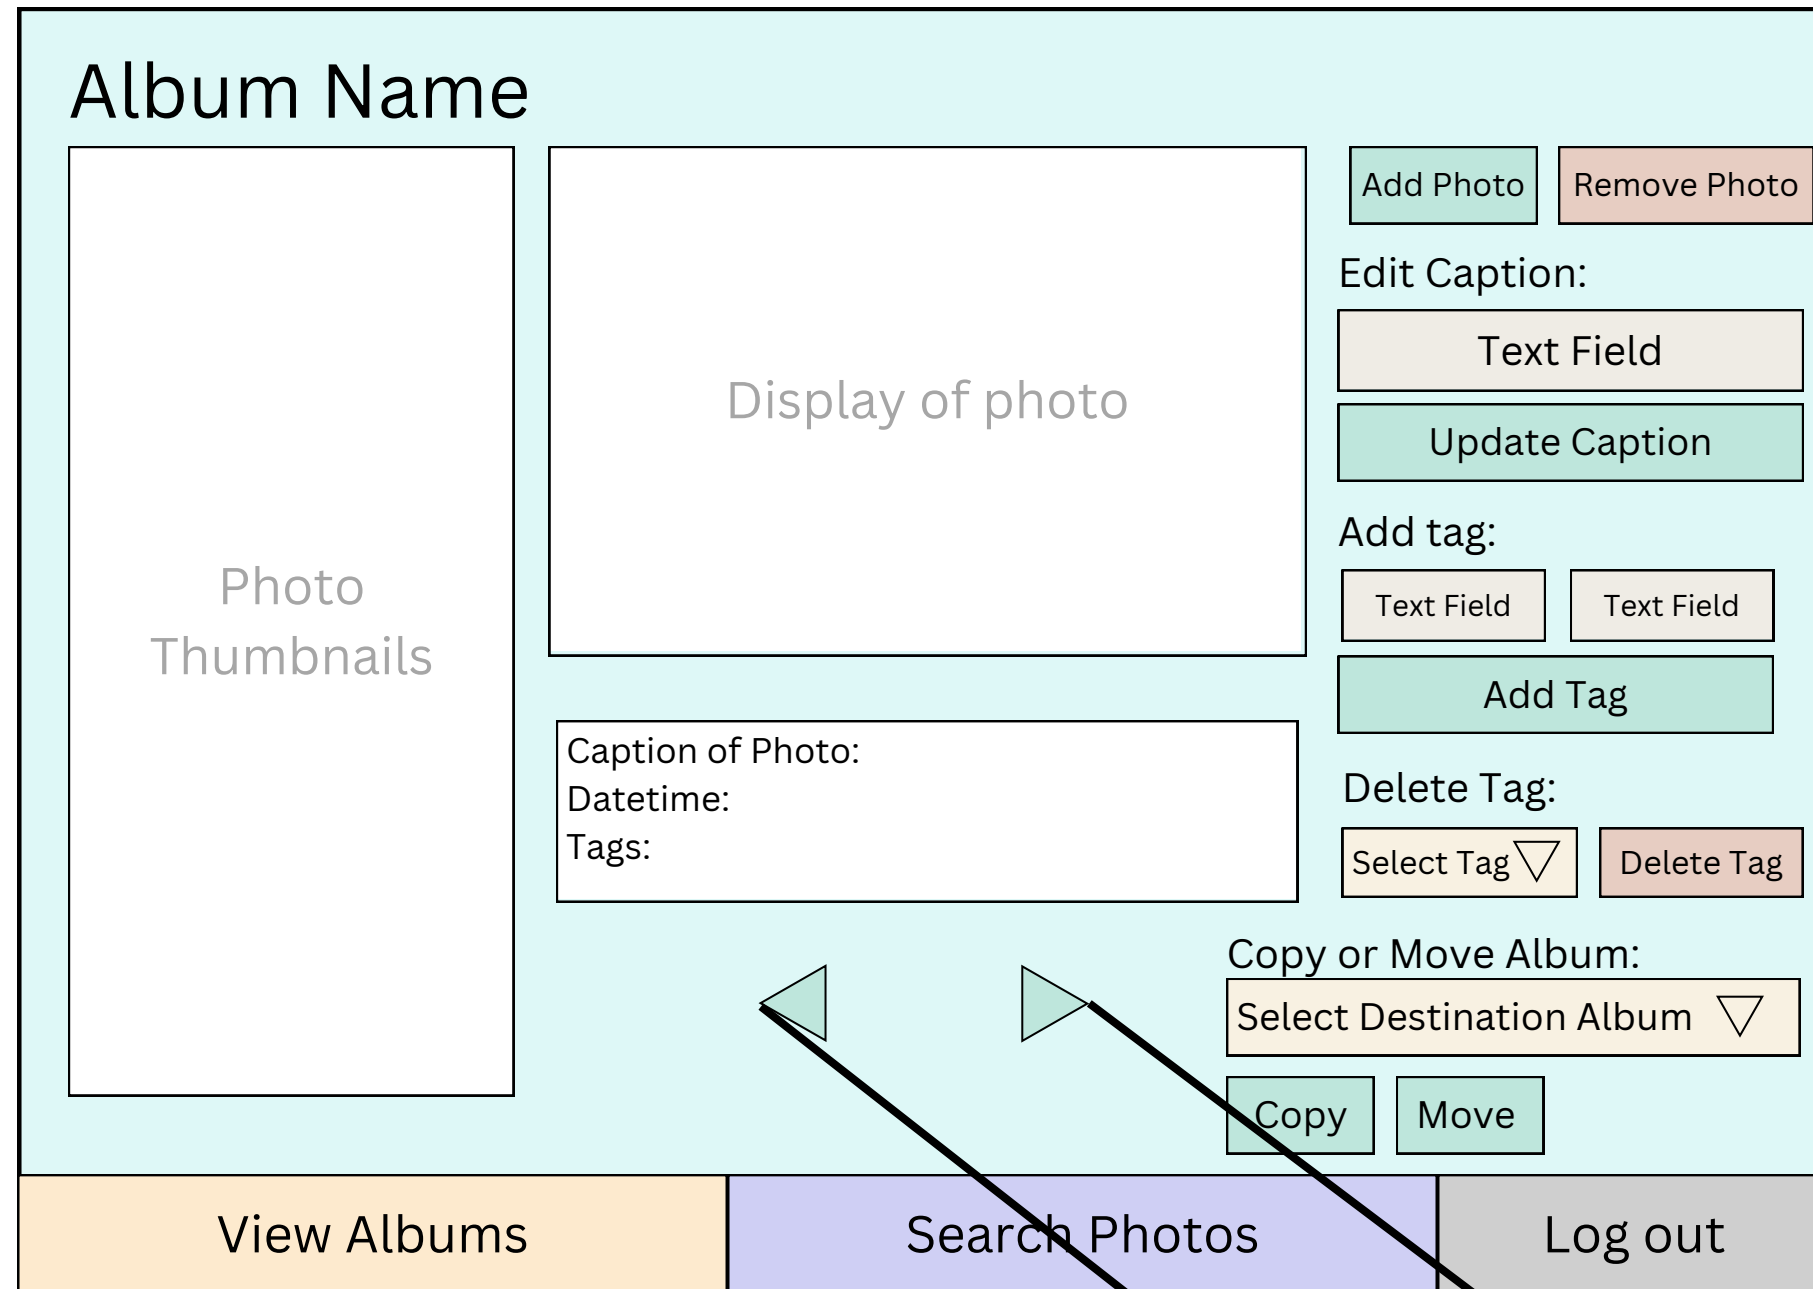 Album Name
Photo
Thumbnails
Display of photo
Caption of Photo:
Datetime:
Tags:
Add Photo
Remove Photo
Edit Caption:
Text Field
Update Caption
Add tag:
Text Field
Text Field
Add Tag
Delete Tag:
Select Tag
Delete Tag
Copy or Move Album:
Select Destination Album
Copy
Move
View Albums
Search Photos
Log out